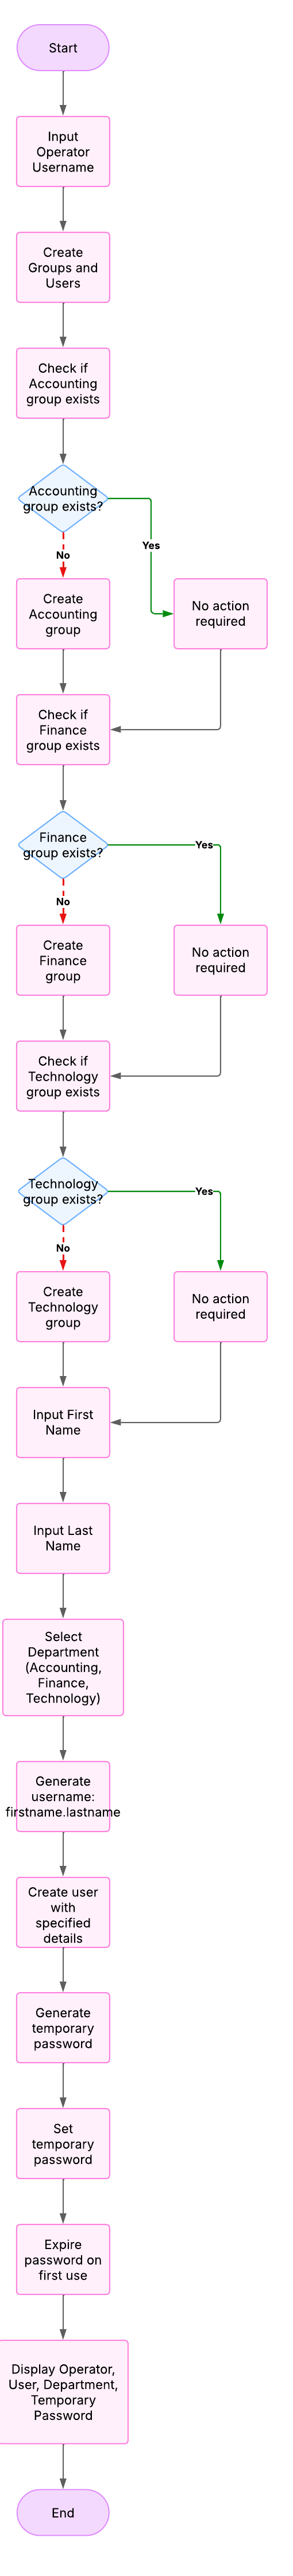 Start
Input
Operator
Username
Create
Groups and
Users
Check if
Accounting
group exists
Accounting
group exists?
Yes
No
Create
Accounting
group
No action
required
Check if
Finance
group exists
Finance
group exists?
Yes
No
Create
Finance
group
No action
required
Check if
Technology
group exists
Technology
group exists?
Yes
No
Create
Technology
group
No action
required
Input First
Name
Input Last
Name
Select
Department
(Accounting,
Finance,
Technology)
Generate
username:
firstname.lastname
Create user
with
specified
details
Generate
temporary
password
Set
temporary
password
Expire
password on
first use
Display Operator,
User, Department,
Temporary
Password
End